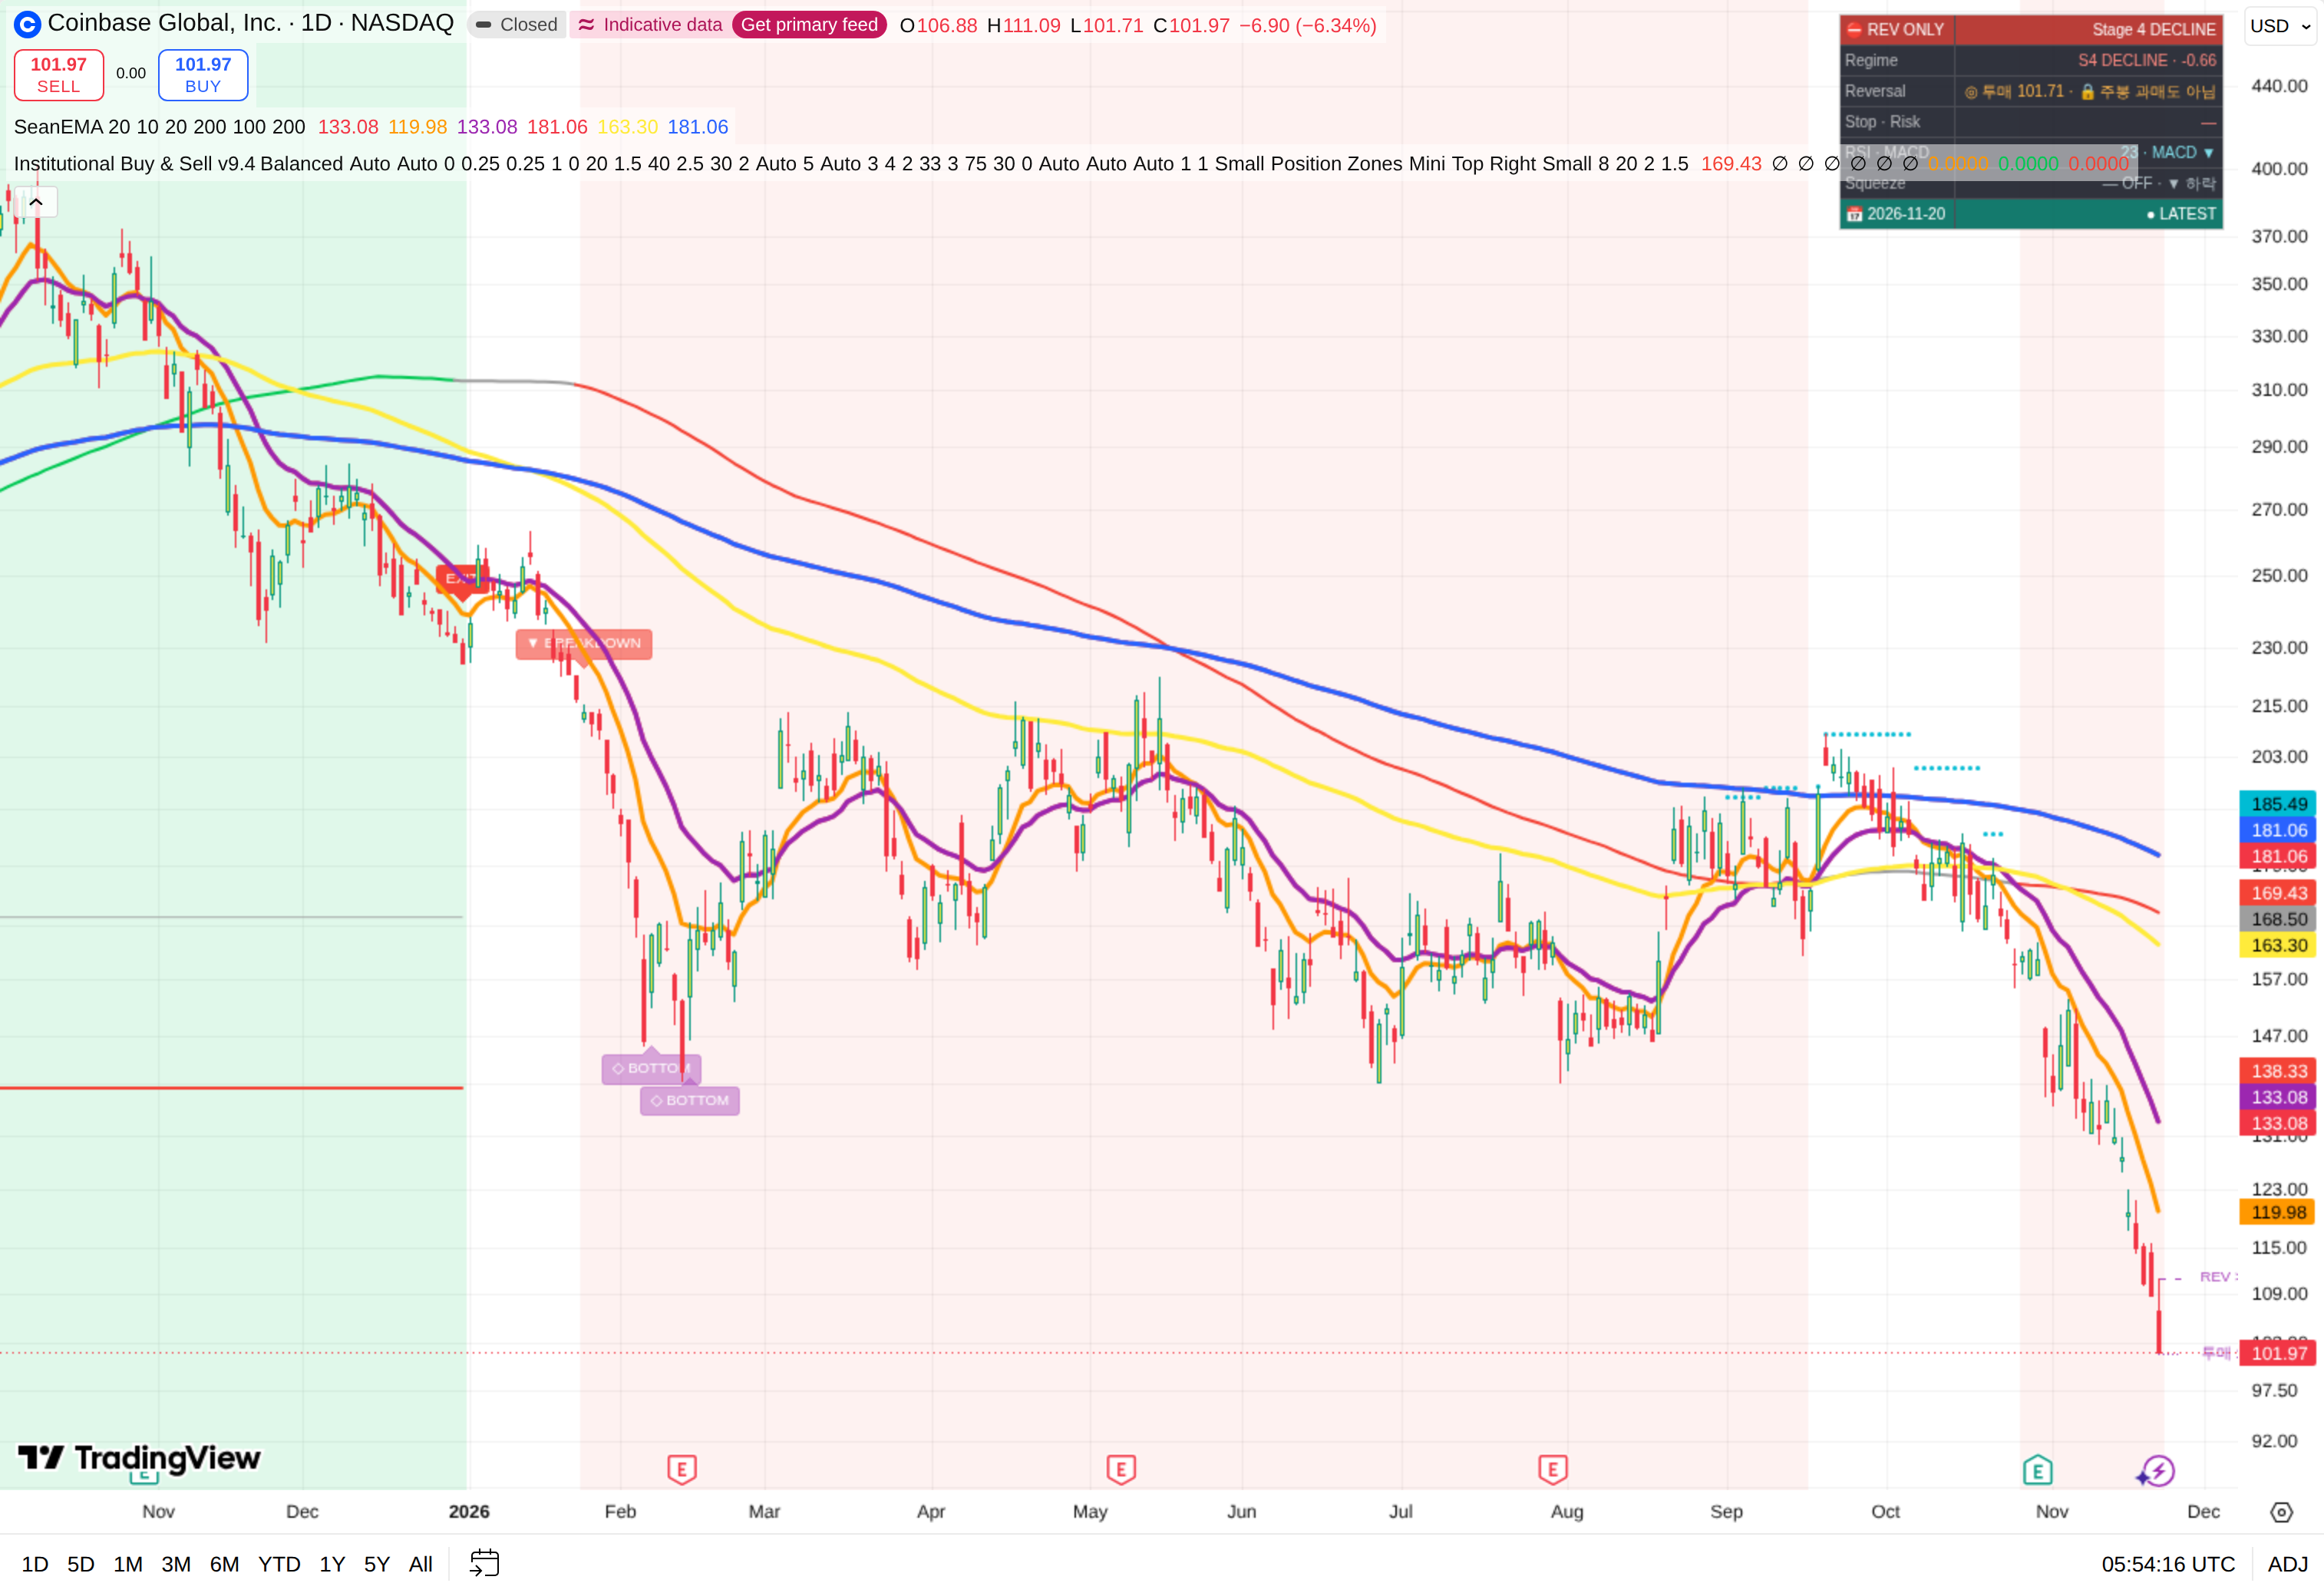 Coinbase Global, Inc. · 1D · NASDAQ Closed Indicative data Get primary feed O106.88 H111.09 L101.71 C101.97 −6.90 (−6.34%)
101.97 SELL 0.00 101.97 BUY
SeanEMA 20 10 20 200 100 200 133.08 119.98 133.08 181.06 163.30 181.06
Institutional Buy & Sell v9.4 Balanced Auto Auto 0 0.25 0.25 1 0 20 1.5 40 2.5 30 2 Auto 5 Auto 3 4 2 33 3 75 30 0 Auto Auto Auto 1 1 Small Position Zones Mini Top Right Small 8 20 2 1.5 169.43 ∅ ∅ ∅ ∅ ∅ ∅ 0.0000 0.0000 0.0000
REV ONLY Stage 4 DECLINE
Regime S4 DECLINE · -0.66
Reversal ◎ 투매 101.71 · 🔒 주봉 과매도 아님
Stop · Risk —
RSI · MACD 23 · MACD ▼
Squeeze — OFF · ▼ 하락
2026-11-20 ● LATEST
USD
440.00
400.00
370.00
350.00
330.00
310.00
290.00
270.00
250.00
230.00
215.00
203.00
185.49
181.06
181.06
169.43
168.50
163.30
157.00
147.00
138.33
133.08
133.08
131.00
123.00
119.98
115.00
109.00
101.97
97.50
92.00
▼ BREAKDOWN
◇ BOTTOM
◇ BOTTOM
REV
투매
TradingView
E
E
E
E
E
Nov Dec 2026 Feb Mar Apr May Jun Jul Aug Sep Oct Nov Dec
1D 5D 1M 3M 6M YTD 1Y 5Y All
05:54:16 UTC ADJ